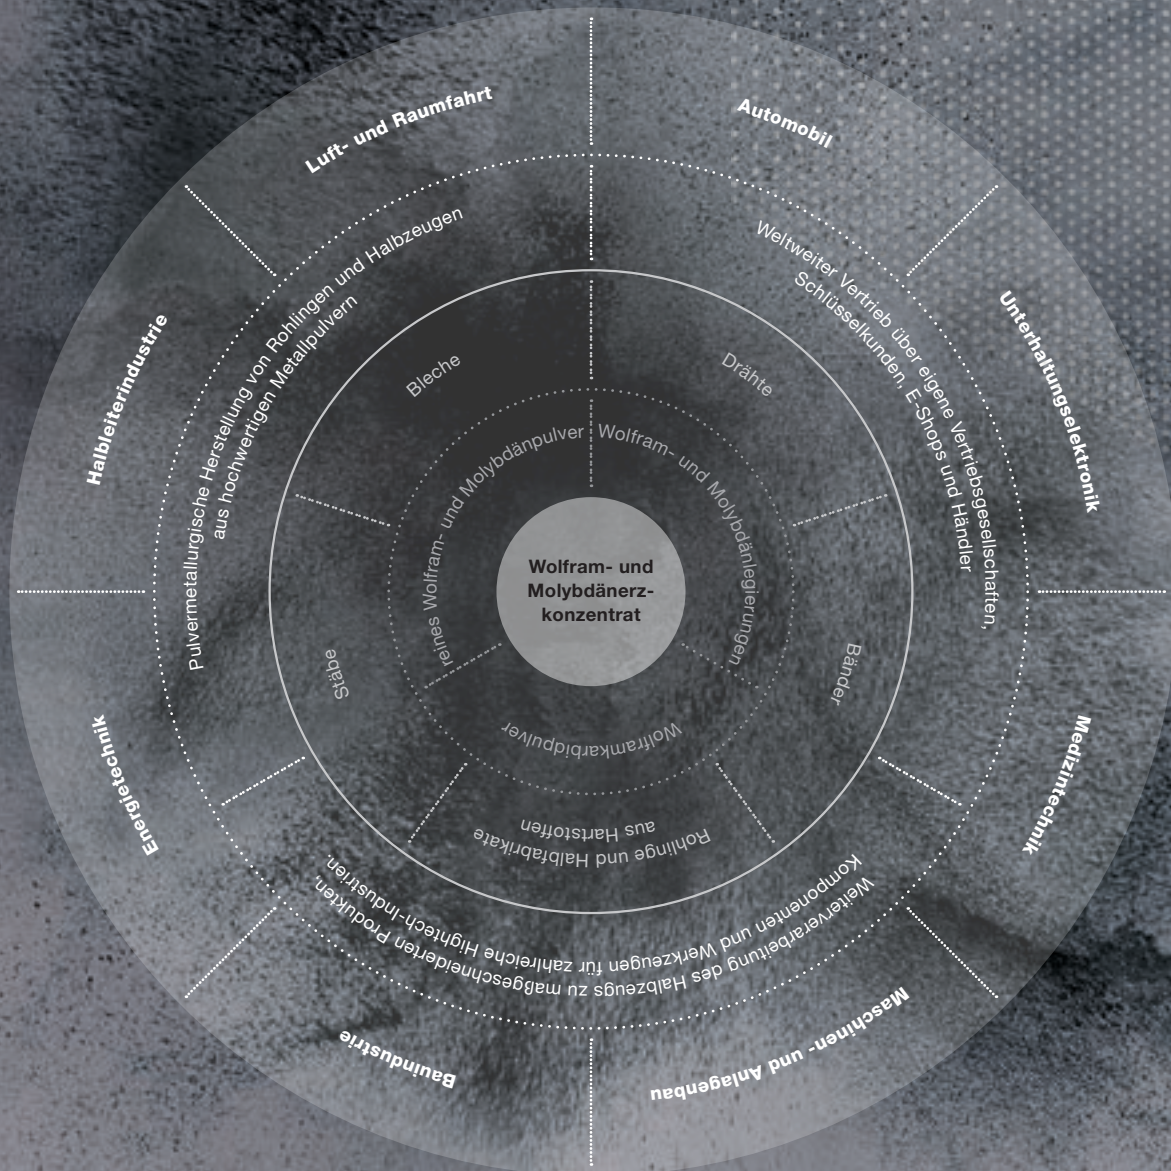 Luft- und Raumfahrt
Automobil
Unterhaltungselektronik
Medizintechnik
Maschinen- und Anlagenbau
Bauindustrie
Energietechnik
Halbleiterindustrie
Pulvermetallurgische Herstellung von Rohlingen und Halbzeugen
aus hochwertigen Metallpulvern
Weltweiter Vertrieb über eigene Vertriebsgesellschaften,
Schlüsselkunden, E-Shops und Händler
Weiterverarbeitung des Halbzeugs zu maßgeschneiderten Produkten,
Komponenten und Werkzeugen für zahlreiche Hightech-Industrien
Bleche
Drähte
Bänder
Rohlinge und Halbfabrikate
aus Hartstoffen
Stäbe
reines Wolfram- und Molybdänpulver
Wolfram- und Molybdänlegierungen
Wolframkarbidpulver
Wolfram- und
Molybdänerz-
konzentrat